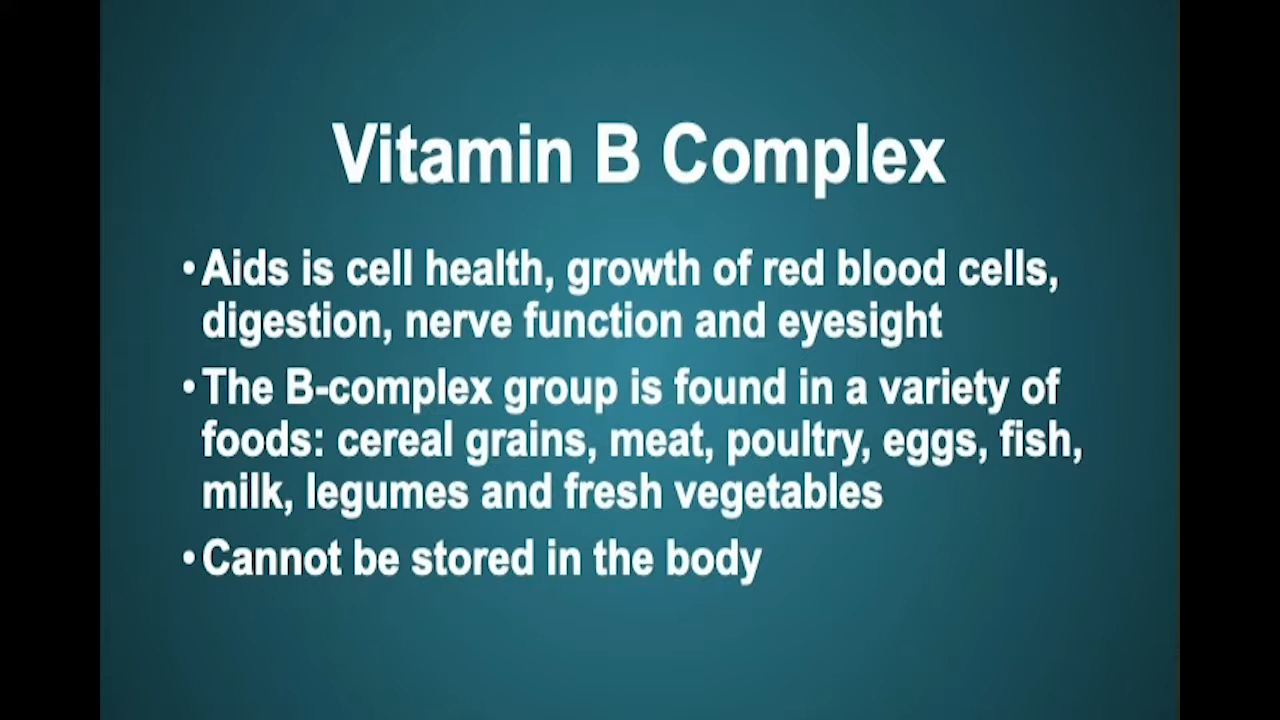 Vitamin B Complex
• Aids is cell health, growth of red blood cells,
digestion, nerve function and eyesight
• The B-complex group is found in a variety of
foods: cereal grains, meat, poultry, eggs, fish,
milk, legumes and fresh vegetables
• Cannot be stored in the body